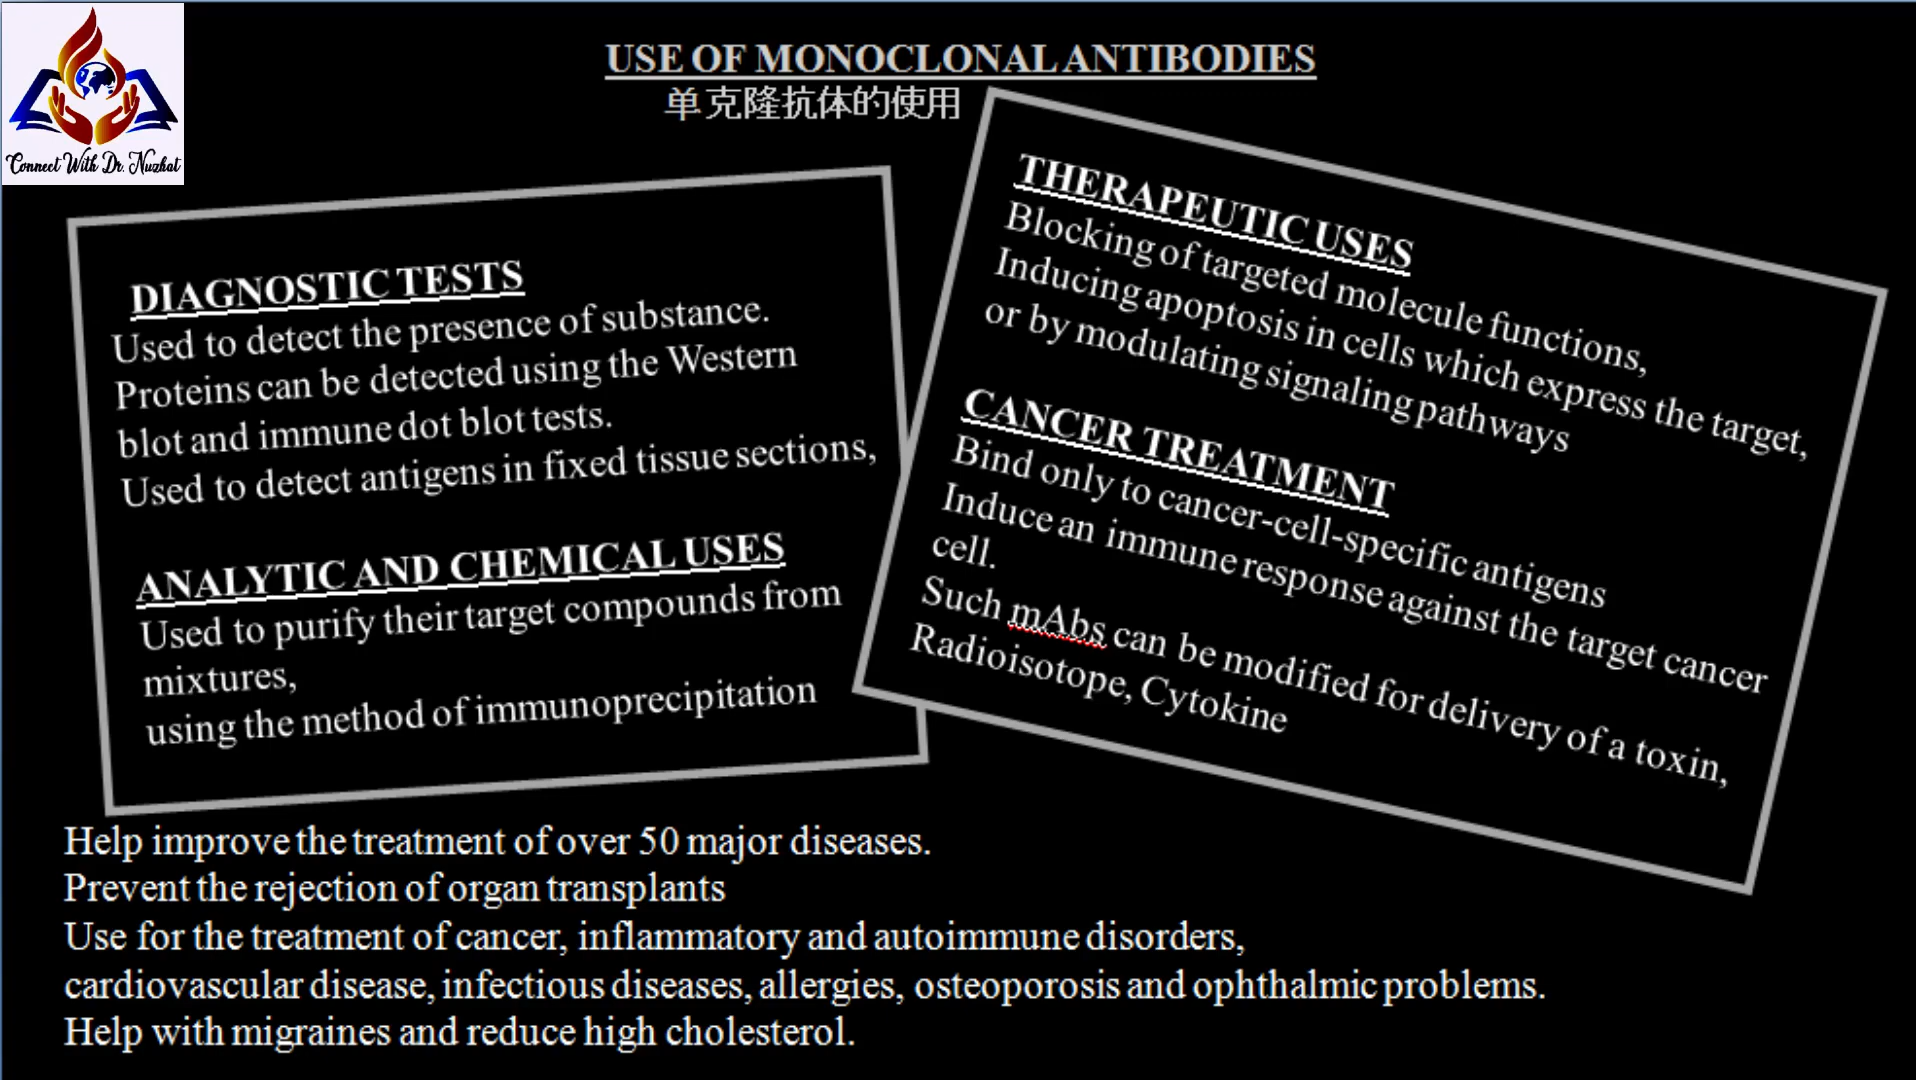 Connect With Dr. Nuzhat
USE OF MONOCLONAL ANTIBODIES
单克隆抗体的使用
DIAGNOSTIC TESTS
Used to detect the presence of substance.
Proteins can be detected using the Western
blot and immune dot blot tests.
Used to detect antigens in fixed tissue sections,
ANALYTIC AND CHEMICAL USES
Used to purify their target compounds from
mixtures,
using the method of immunoprecipitation
THERAPEUTIC USES
Blocking of targeted molecule functions,
Inducing apoptosis in cells which express the target,
or by modulating signaling pathways
CANCER TREATMENT
Bind only to cancer-cell-specific antigens
Induce an immune response against the target cancer
cell.
Such mAbs can be modified for delivery of a toxin,
Radioisotope, Cytokine
Help improve the treatment of over 50 major diseases.
Prevent the rejection of organ transplants
Use for the treatment of cancer, inflammatory and autoimmune disorders,
cardiovascular disease, infectious diseases, allergies, osteoporosis and ophthalmic problems.
Help with migraines and reduce high cholesterol.